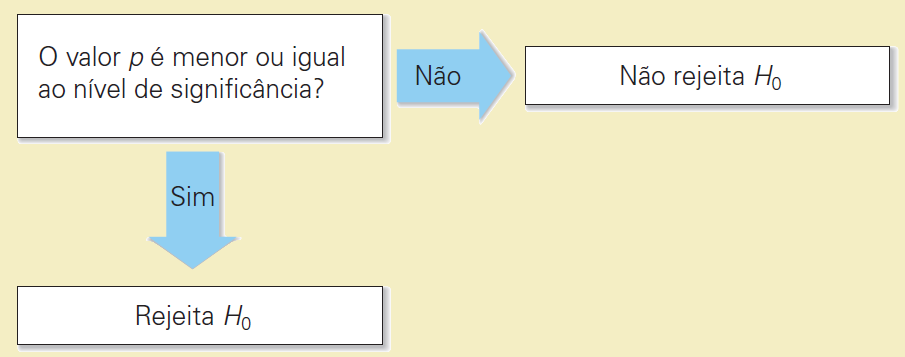 O valor p é menor ou igual
ao nível de significância?
Não
Não rejeita H₀
Sim
Rejeita H₀